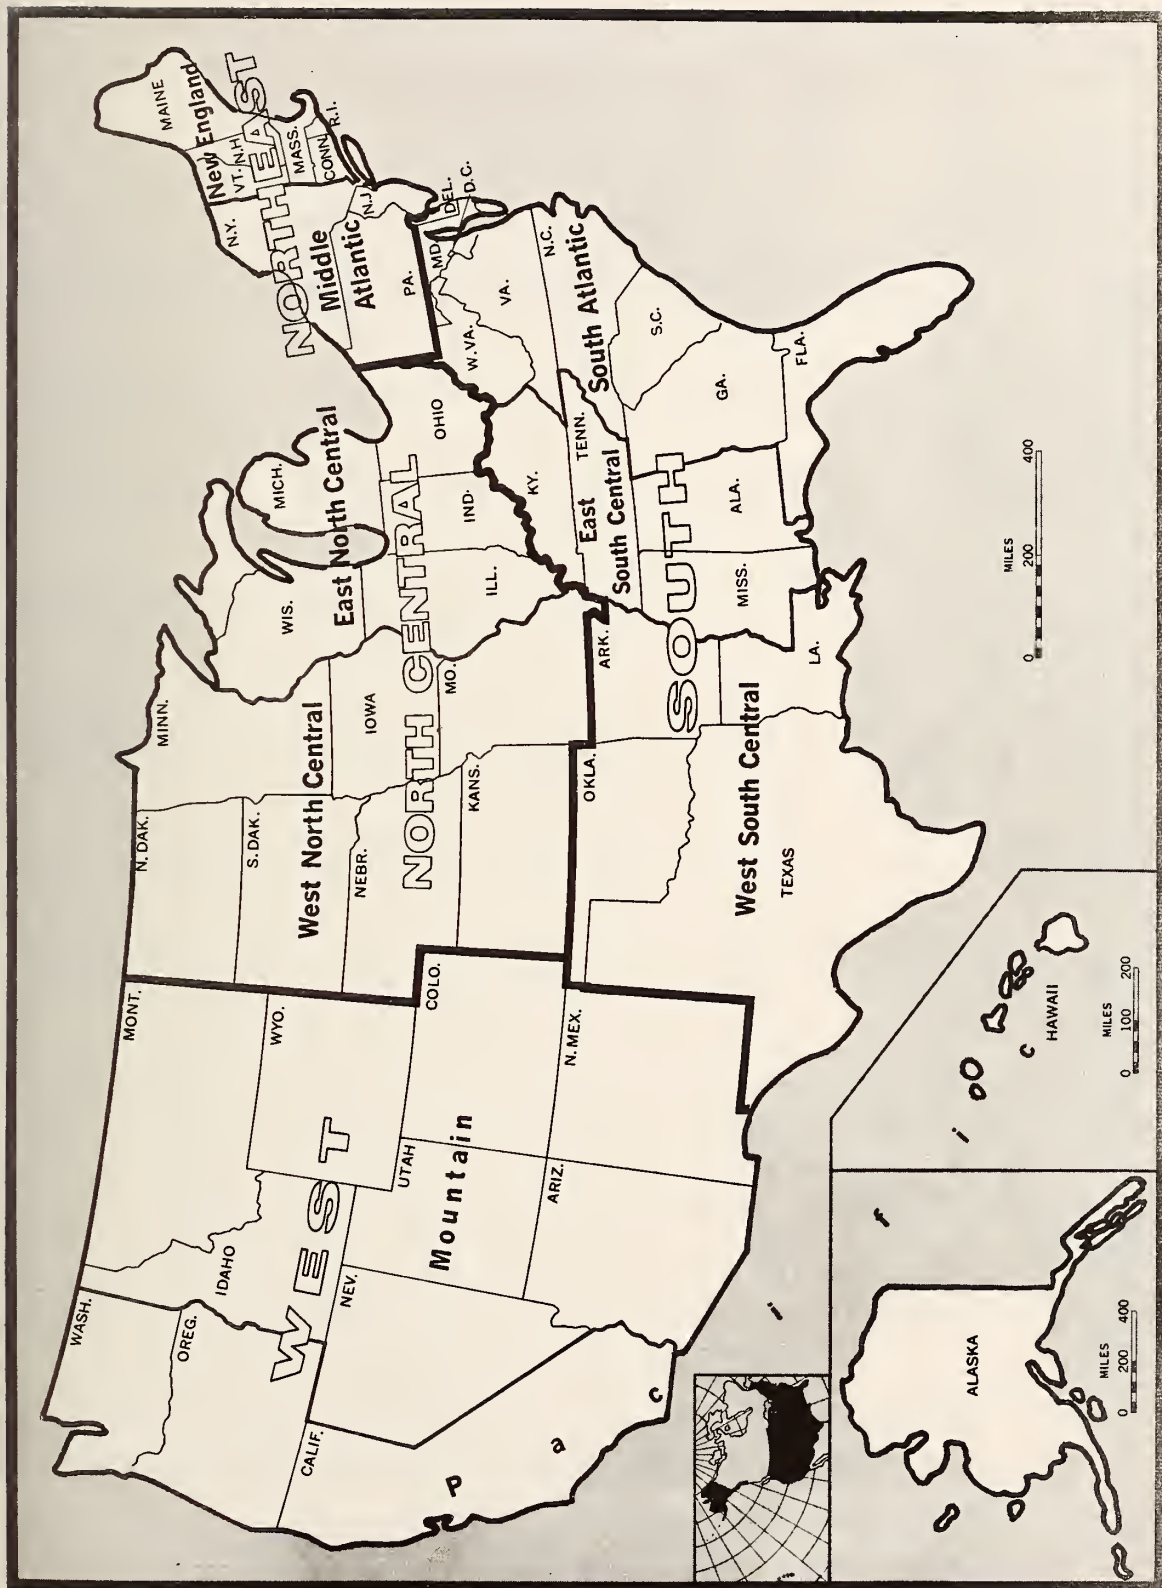 WASH.
OREG.
CALIF.
IDAHO
NEV.
MONT.
WYO.
UTAH
COLO.
ARIZ.
N.MEX.
WEST
Mountain
Pacific
N. DAK.
S. DAK.
NEBR.
KANS.
MINN.
IOWA
MO.
West North Central
NORTH CENTRAL
WIS.
MICH.
ILL.
IND.
OHIO
East North Central
NORTHEAST
New England
MAINE
VT.
N.H
MASS.
CONN.
R.I.
Middle
Atlantic
N.Y.
N.J.
PA.
SOUTH
West South Central
OKLA.
ARK.
TEXAS
LA.
East
South Central
KY.
TENN.
MISS.
ALA.
South Atlantic
DEL.
MD.
D.C.
W.VA.
VA.
N.C.
S.C.
GA.
FLA.
ALASKA
MILES
0 200 400
HAWAII
MILES
0 100 200
MILES
0 200 400